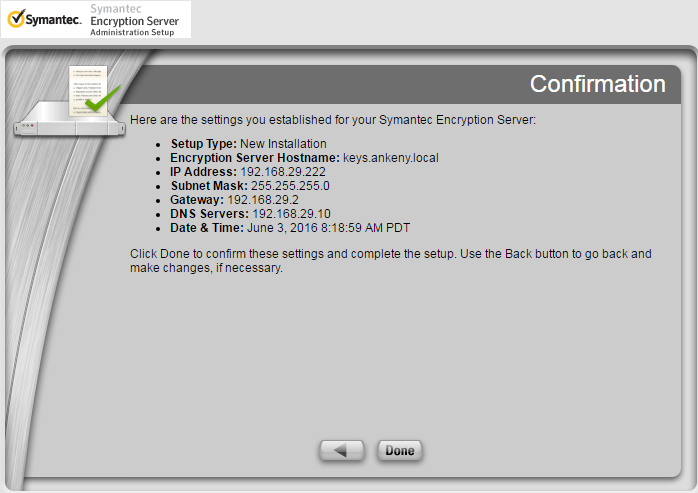 Symantec.
Symantec
Encryption Server
Administration Setup
Confirmation
Here are the settings you established for your Symantec Encryption Server:
• Setup Type: New Installation
• Encryption Server Hostname: keys.ankeny.local
• IP Address: 192.168.29.222
• Subnet Mask: 255.255.255.0
• Gateway: 192.168.29.2
• DNS Servers: 192.168.29.10
• Date & Time: June 3, 2016 8:18:59 AM PDT
Click Done to confirm these settings and complete the setup. Use the Back button to go back and
make changes, if necessary.
Done